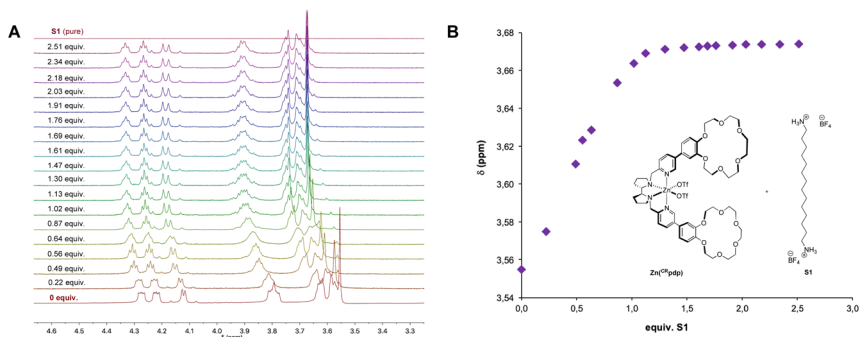 A
S1 (pure)
2.51 equiv.
2.34 equiv.
2.18 equiv.
2.03 equiv.
1.91 equiv.
1.76 equiv.
1.69 equiv.
1.61 equiv.
1.47 equiv.
1.30 equiv.
1.13 equiv.
1.02 equiv.
0.87 equiv.
0.64 equiv.
0.56 equiv.
0.49 equiv.
0.22 equiv.
0 equiv.
4.6 4.5 4.4 4.3 4.2 4.1 4.0 3.9 3.8 3.7 3.6 3.5 3.4 3.3
B
δ (ppm)
3,68
3,66
3,64
3,62
3,60
3,58
3,56
3,54
0,0 0,5 1,0 1,5 2,0 2,5 3,0
equiv. S1
O O O O O O O O
N N Zn OTf
N N OTf
O O O O O O
Zn(CRpdp)
+
H3N ⊕ ⊖ BF4
⊖ BF4 ⊕ NH3
S1